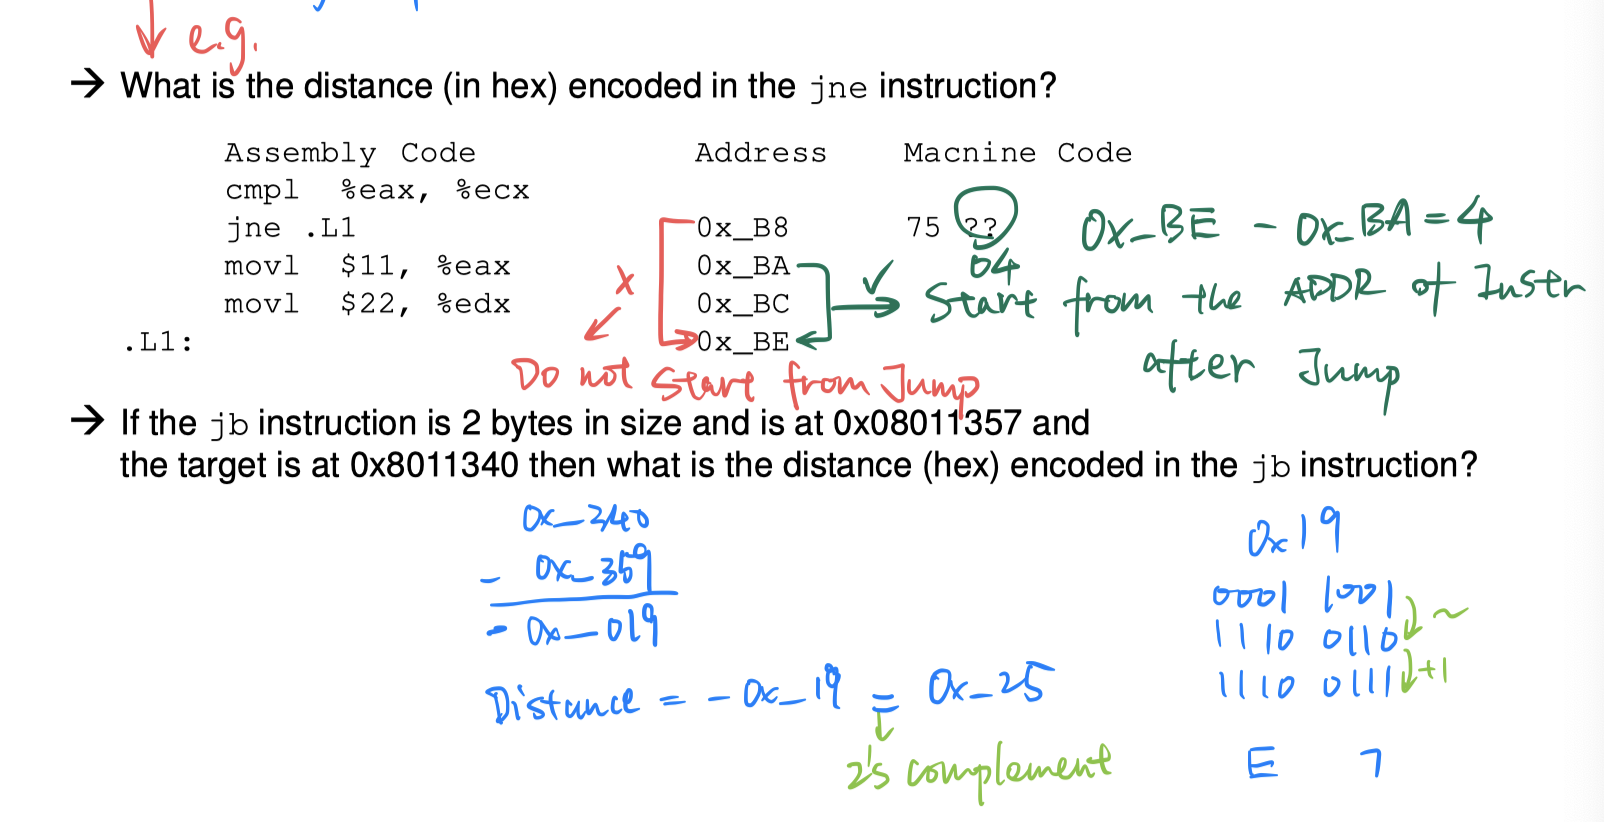 e.g.
→ What is the distance (in hex) encoded in the jne instruction?
Assembly Code Address Macnine Code
cmpl %eax, %ecx
jne .L1 0x_B8 75 ?? 0x_BE - 0x_BA = 4
movl $11, %eax 0x_BA 04
movl $22, %edx 0x_BC Start from the ADDR of Instr
.L1: 0x_BE after Jump
x
Do not start from Jump
→ If the jb instruction is 2 bytes in size and is at 0x08011357 and
the target is at 0x8011340 then what is the distance (hex) encoded in the jb instruction?
0x_340
- 0x_359
- 0x_019
Distance = - 0x_19 = 0x_25
2's complement
0x19
0001 1001
~
1110 0110
+1
1110 0111
E 7